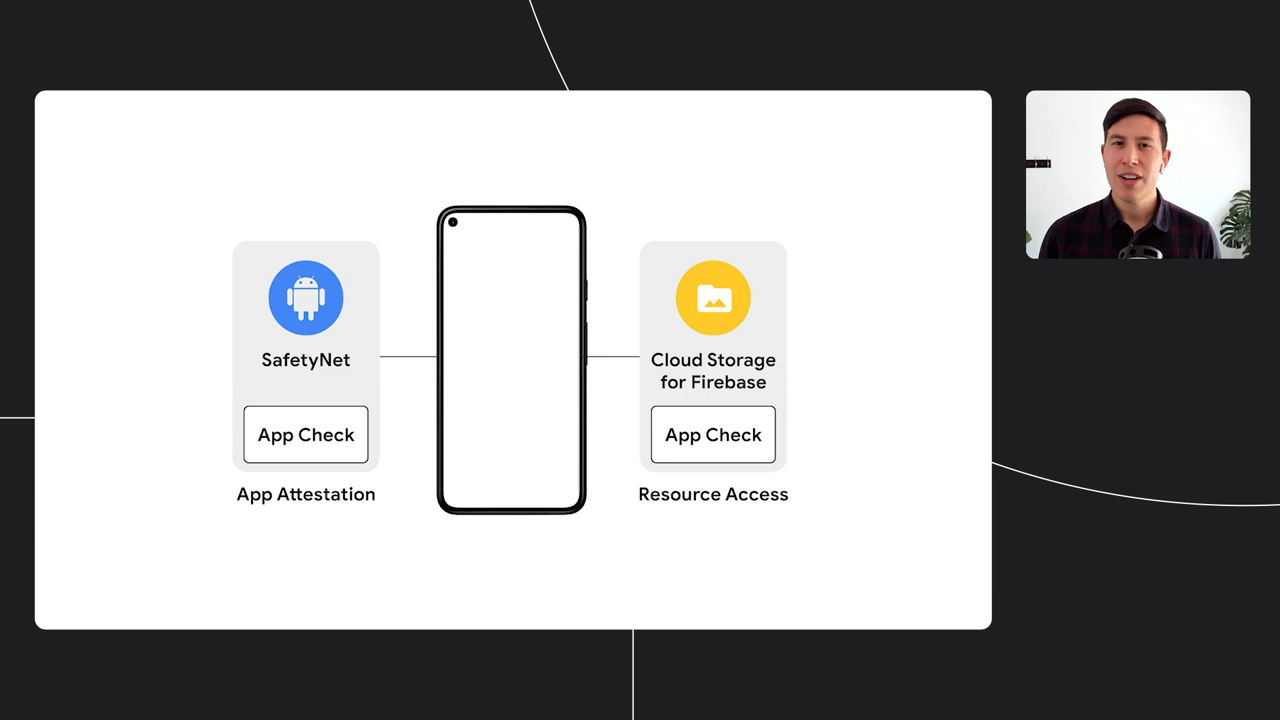 SafetyNet
App Check
App Attestation
Cloud Storage
for Firebase
App Check
Resource Access